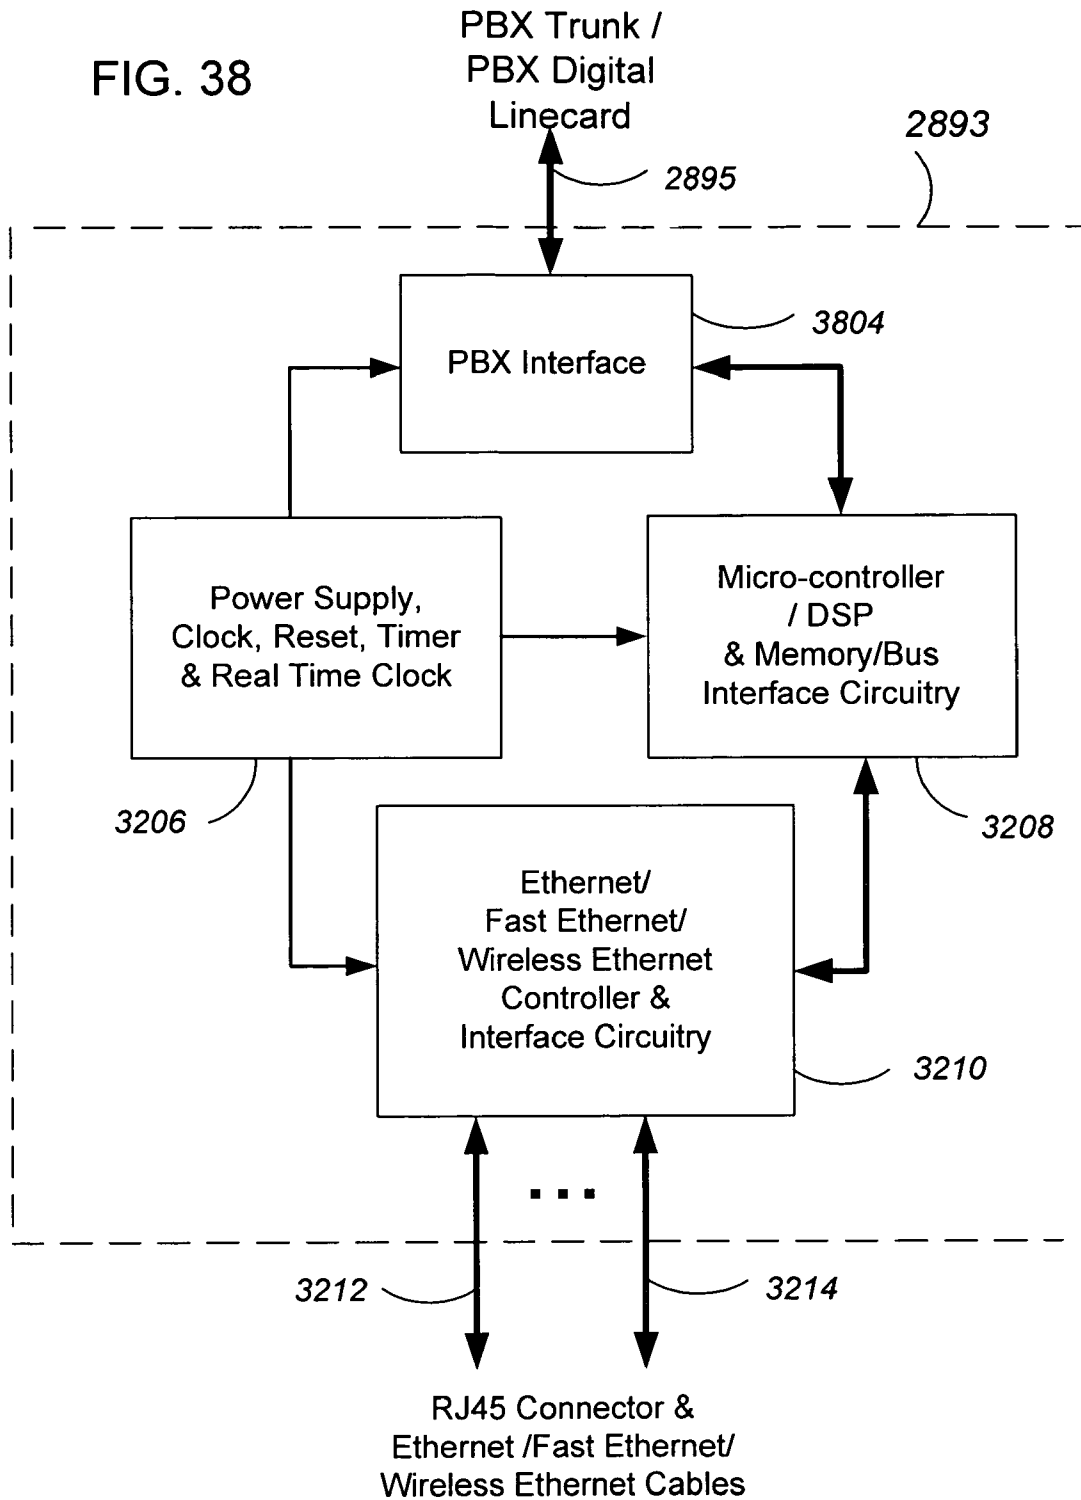 FIG. 38
PBX Trunk /
PBX Digital
Linecard
2893
2895
3804
PBX Interface
Power Supply,
Clock, Reset, Timer
& Real Time Clock
Micro-controller
/ DSP
& Memory/Bus
Interface Circuitry
3206
3208
Ethernet/
Fast Ethernet/
Wireless Ethernet
Controller &
Interface Circuitry
3210
...
3212
3214
RJ45 Connector &
Ethernet /Fast Ethernet/
Wireless Ethernet Cables